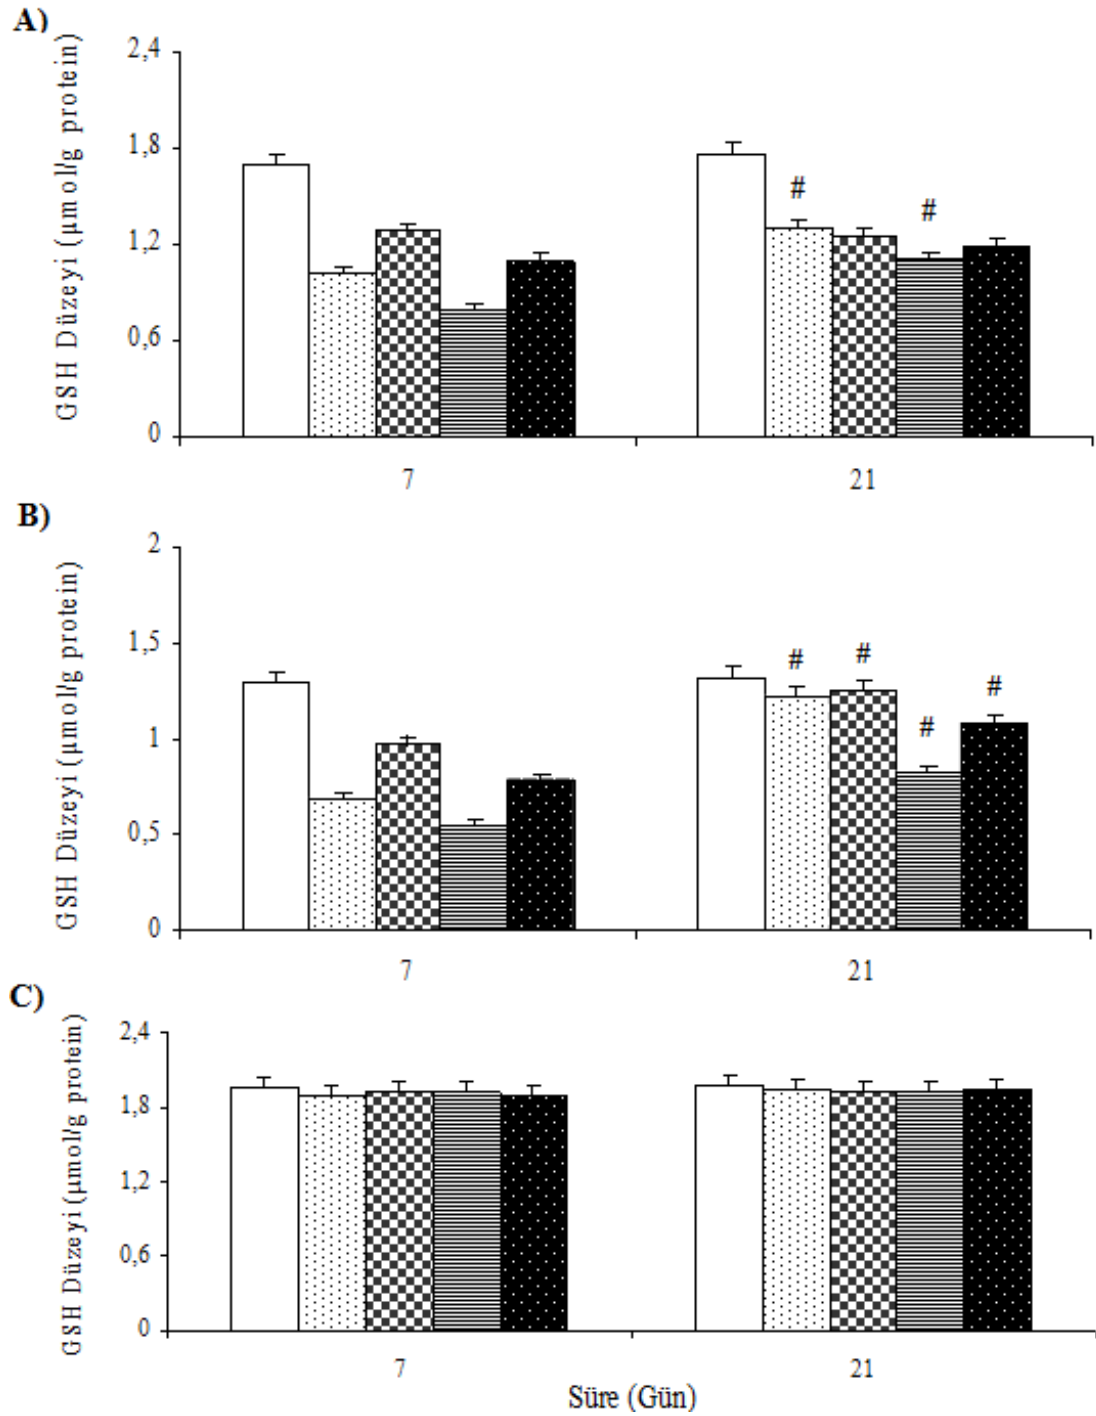 A)
GSH Düzeyi (µmol/g protein)
2,4
1,8
1,2
0,6
0
# #
7 21
B)
GSH Düzeyi (µmol/g protein)
2
1,5
1
0,5
0
# # # #
7 21
C)
GSH Düzeyi (µmol/g protein)
2,4
1,8
1,2
0,6
0
7 21
Süre (Gün)